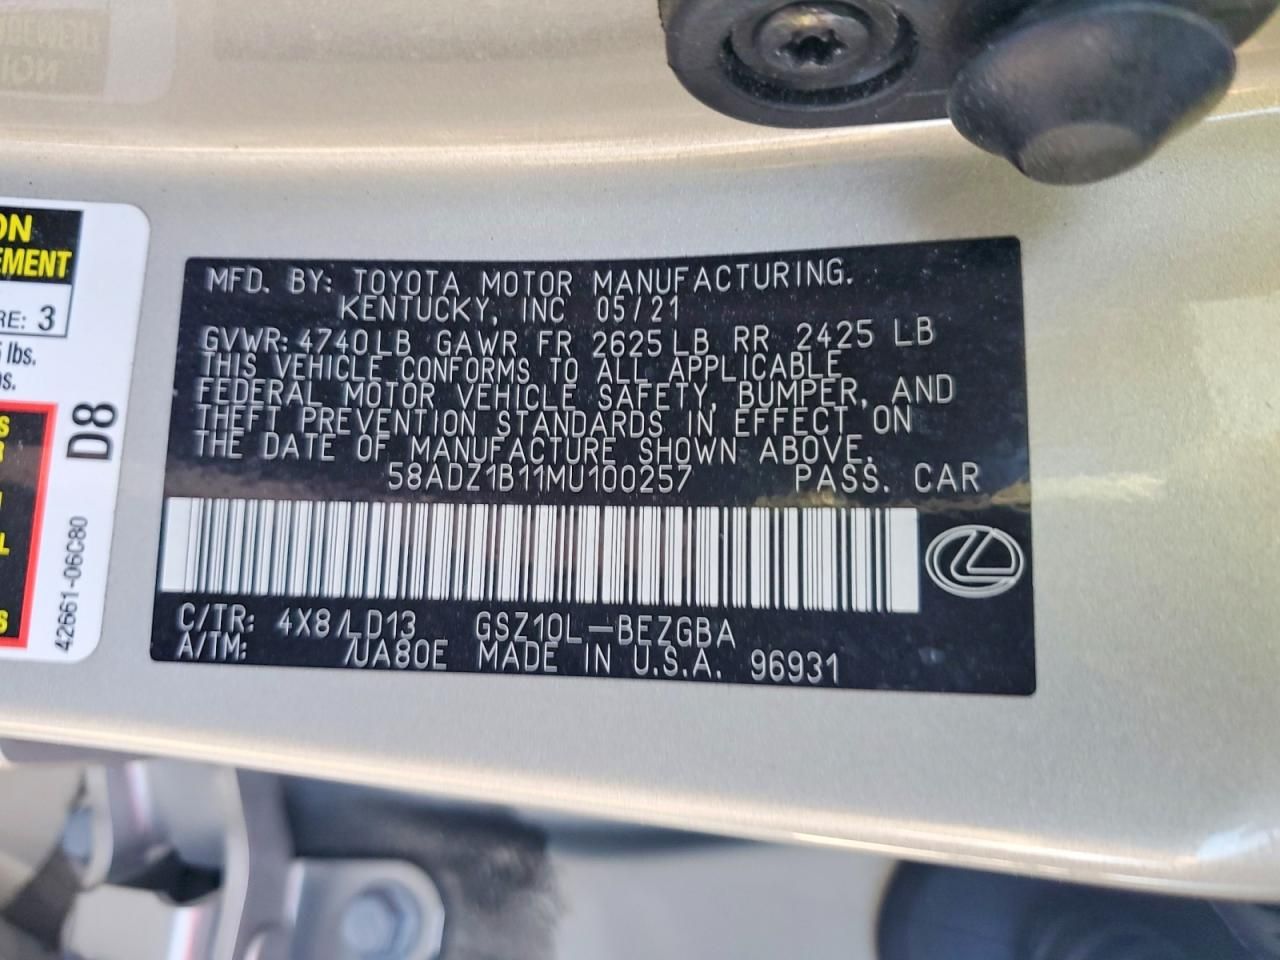 ON
EMENT
RE: 3
lbs.
D8
42661-06C80
MFD. BY: TOYOTA MOTOR MANUFACTURING.
KENTUCKY, INC 05/21
GVWR: 4740LB GAWR FR 2625LB RR 2425 LB
THIS VEHICLE CONFORMS TO ALL APPLICABLE
FEDERAL MOTOR VEHICLE SAFETY, BUMPER, AND
THEFT PREVENTION STANDARDS IN EFFECT ON
THE DATE OF MANUFACTURE SHOWN ABOVE.
58ADZ1B11MU100257 PASS. CAR
C/TR: 4X8/LD13 GSZ10L-BEZGBA
A/TM: /UA80E MADE IN U.S.A. 96931